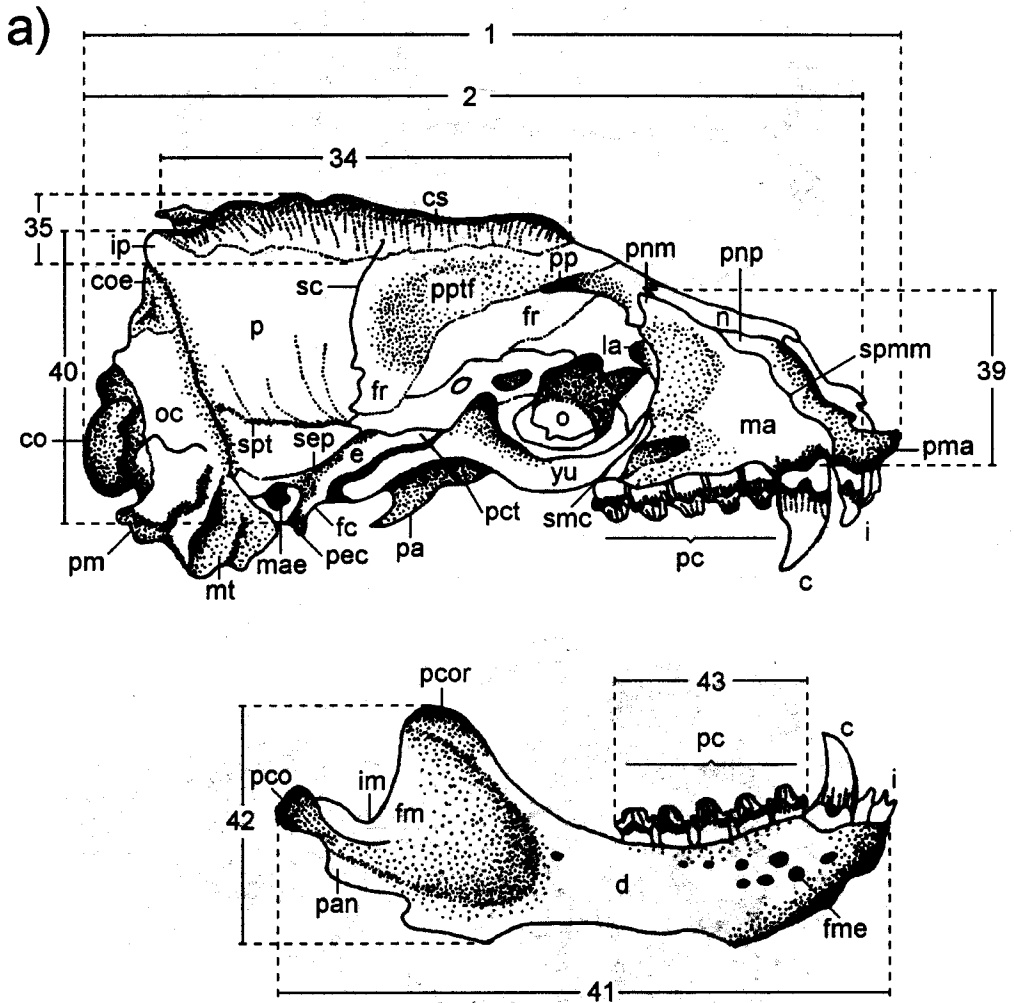 a)
1
2
34
cs
35
ip
coe
sc
pptf
pp
pnm
pnp
n
fr
la
spmm
p
39
40
fr
oc
o
ma
co
spt
sep
e
yu
pma
pm
mt
mae
fc
pec
pa
pct
smc
pc
c
i
pcor
43
pc
c
i
pco
im
fm
42
pan
d
fme
41